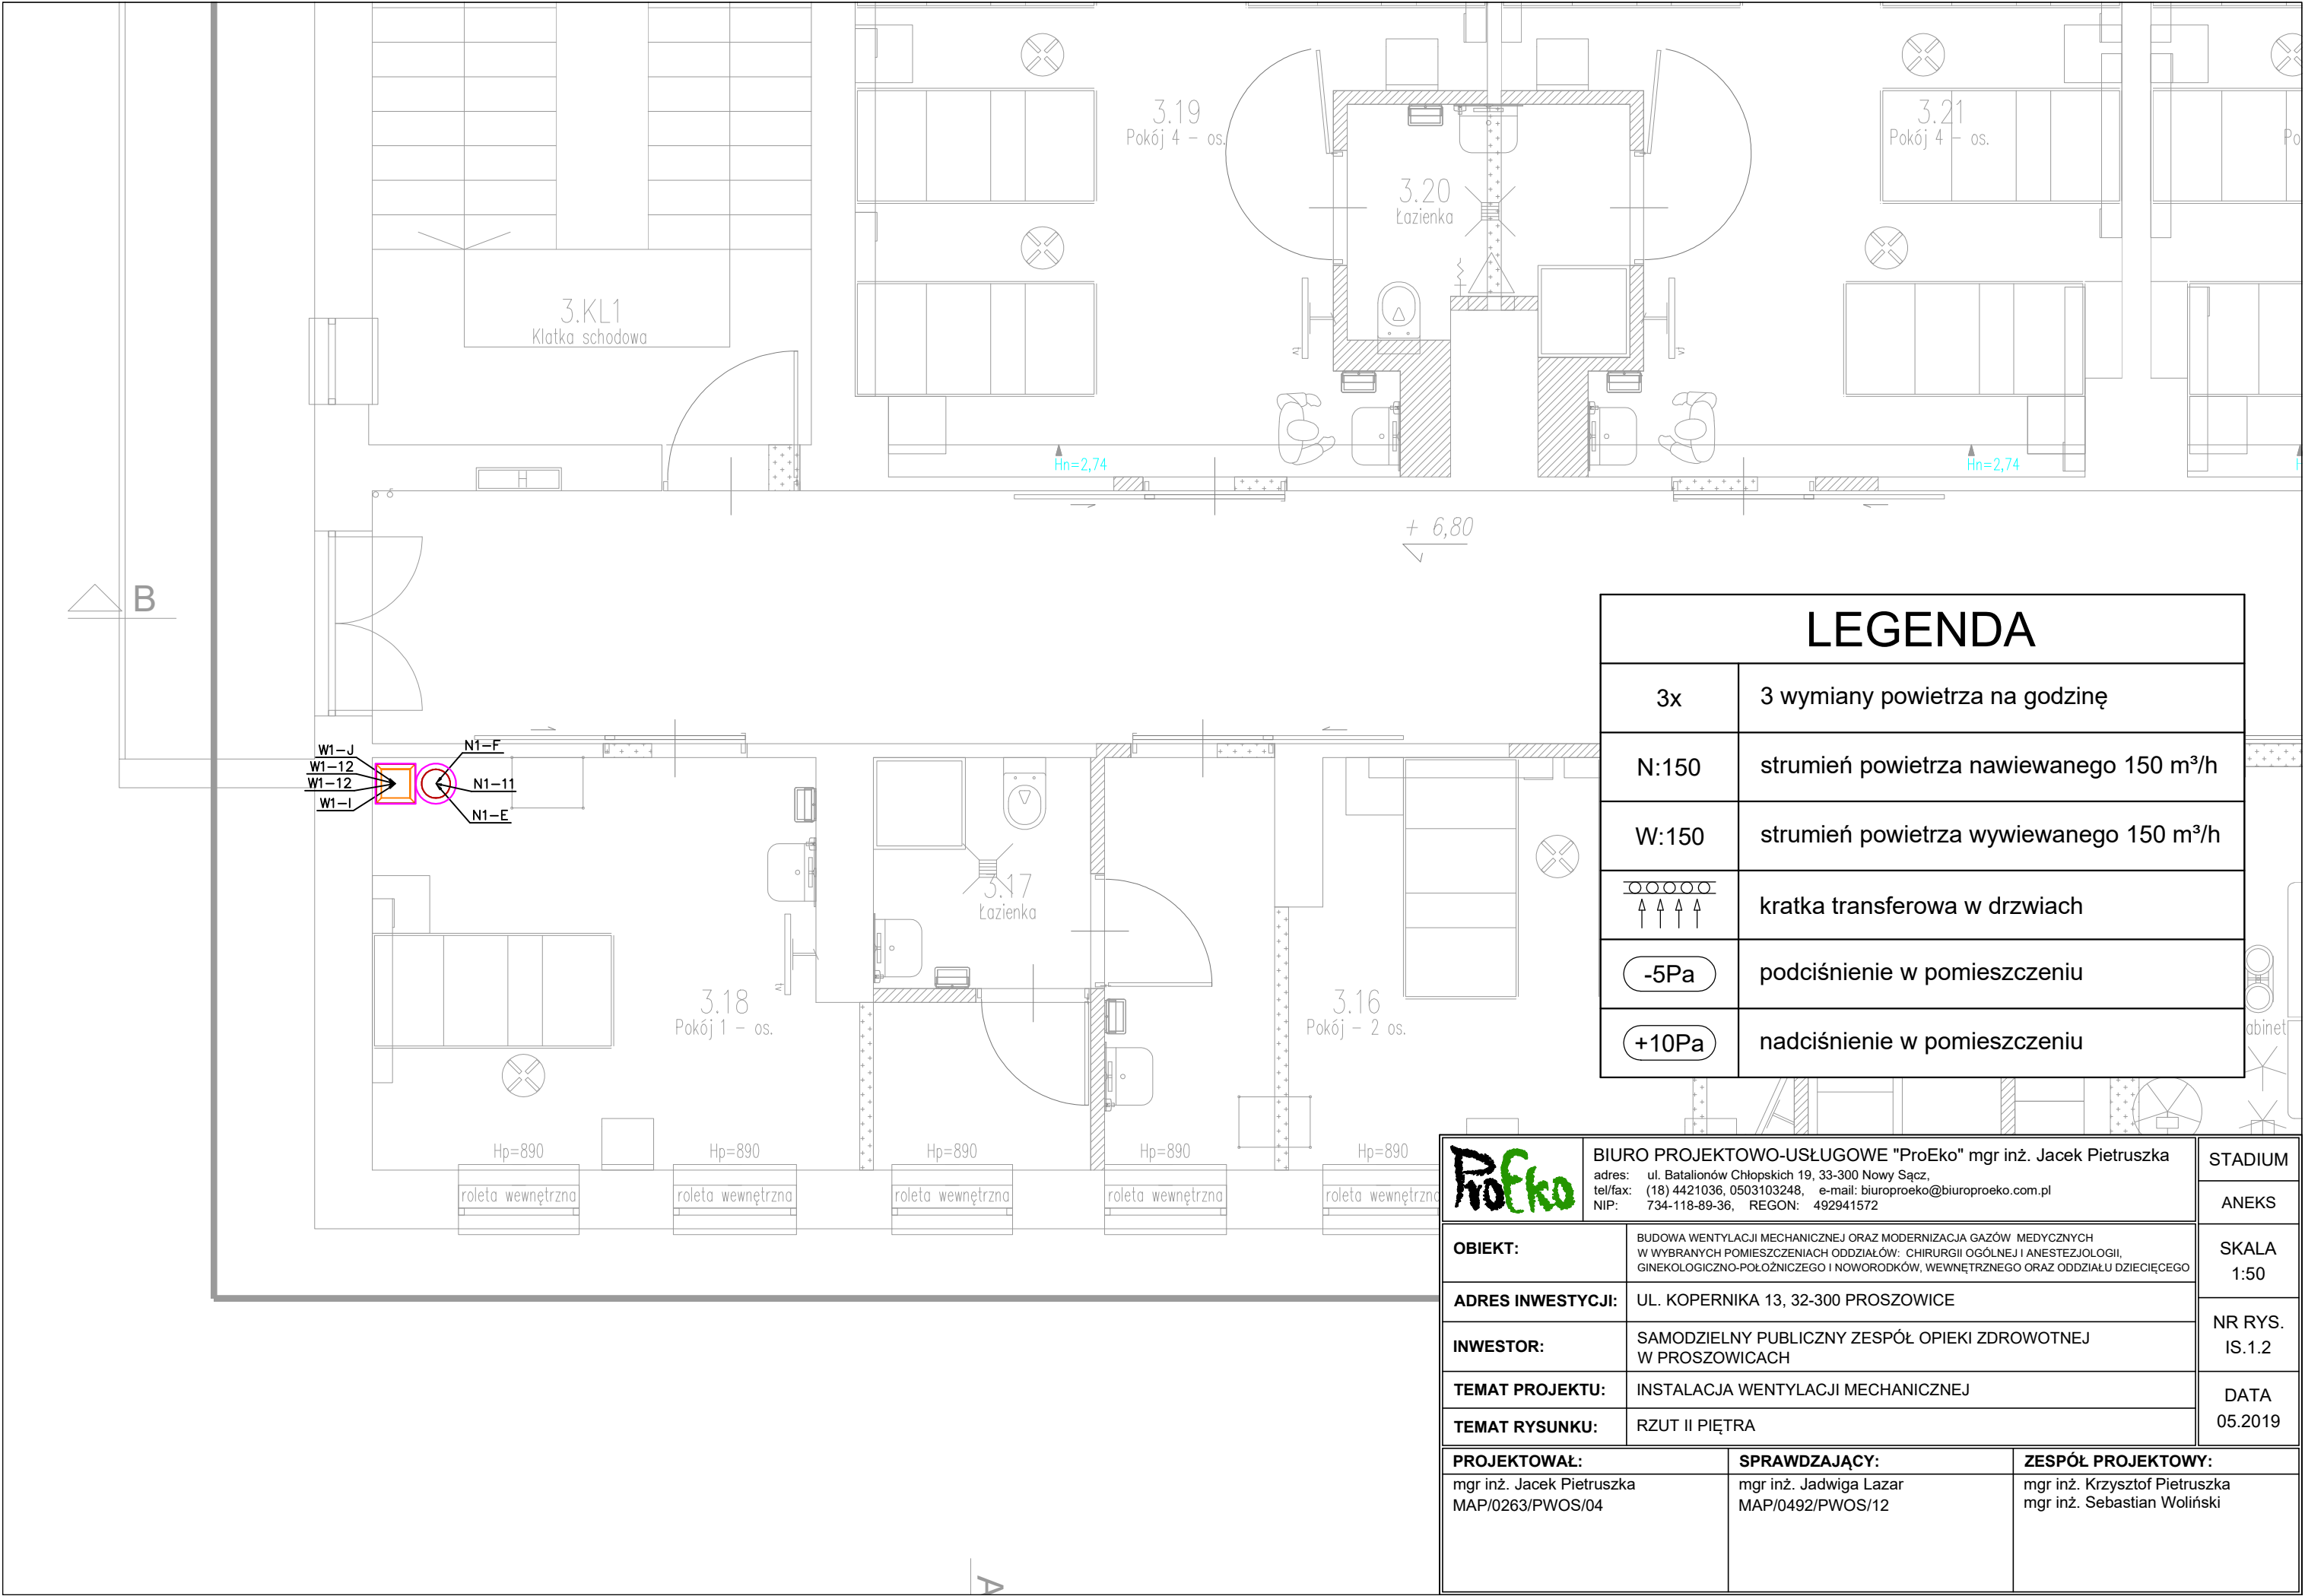 3.19
Pokój 4 - os.
3.21
Pokój 4 - os.
Po
3.20
Łazienka
3.KL1
Klatka schodowa
tv
tv
Hn=2,74
Hn=2,74
H
+ 6,80
B
LEGENDA
3x 3 wymiany powietrza na godzinę
N:150 strumień powietrza nawiewanego 150 m³/h
W:150 strumień powietrza wywiewanego 150 m³/h
kratka transferowa w drzwiach
-5Pa podciśnienie w pomieszczeniu
+10Pa nadciśnienie w pomieszczeniu
W1-J
W1-12
W1-12
W1-I
N1-F
N1-11
N1-E
3.17
Łazienka
3.18
Pokój 1 - os.
tv
3.16
Pokój - 2 os.
abinet
Hp=890 Hp=890 Hp=890 Hp=890 Hp=890
roleta wewnętrzna roleta wewnętrzna roleta wewnętrzna roleta wewnętrzna roleta wewnętrzna
ProEko
BIURO PROJEKTOWO-USŁUGOWE "ProEko" mgr inż. Jacek Pietruszka
adres: ul. Batalionów Chłopskich 19, 33-300 Nowy Sącz,
tel/fax: (18) 4421036, 0503103248, e-mail: biuroproeko@biuroproeko.com.pl
NIP: 734-118-89-36, REGON: 492941572
STADIUM
ANEKS
OBIEKT:
BUDOWA WENTYLACJI MECHANICZNEJ ORAZ MODERNIZACJA GAZÓW MEDYCZNYCH
W WYBRANYCH POMIESZCZENIACH ODDZIAŁÓW: CHIRURGII OGÓLNEJ I ANESTEZJOLOGII,
GINEKOLOGICZNO-POŁOŻNICZEGO I NOWORODKÓW, WEWNĘTRZNEGO ORAZ ODDZIAŁU DZIECIĘCEGO
SKALA
1:50
ADRES INWESTYCJI: UL. KOPERNIKA 13, 32-300 PROSZOWICE
INWESTOR:
SAMODZIELNY PUBLICZNY ZESPÓŁ OPIEKI ZDROWOTNEJ
W PROSZOWICACH
NR RYS.
IS.1.2
TEMAT PROJEKTU: INSTALACJA WENTYLACJI MECHANICZNEJ
TEMAT RYSUNKU: RZUT II PIĘTRA
DATA
05.2019
PROJEKTOWAŁ:
mgr inż. Jacek Pietruszka
MAP/0263/PWOS/04
SPRAWDZAJĄCY:
mgr inż. Jadwiga Lazar
MAP/0492/PWOS/12
ZESPÓŁ PROJEKTOWY:
mgr inż. Krzysztof Pietruszka
mgr inż. Sebastian Woliński
A